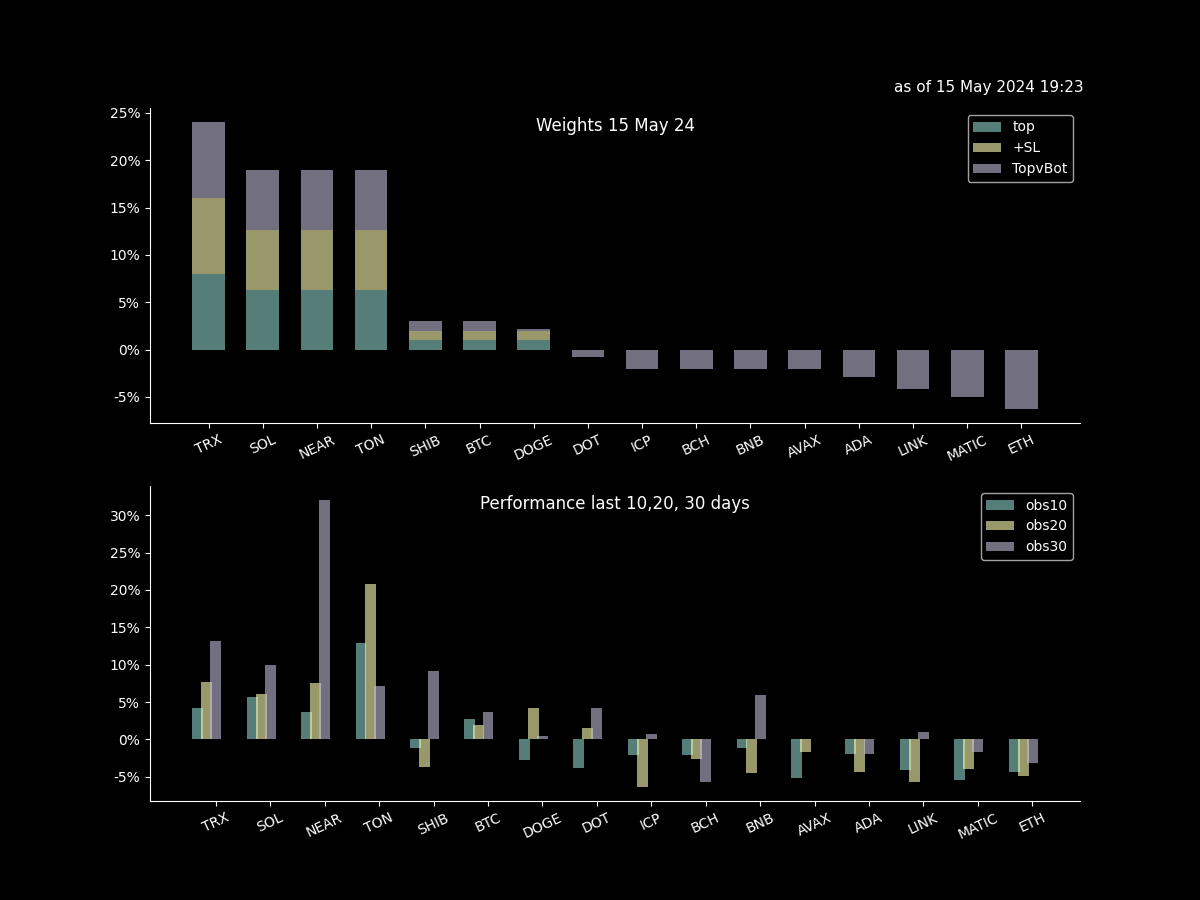 as of 15 May 2024 19:23
Weights 15 May 24
top
+SL
TopvBot
25%
20%
15%
10%
5%
0%
-5%
TRX SOL NEAR TON SHIB BTC DOGE DOT ICP BCH BNB AVAX ADA LINK MATIC ETH
Performance last 10,20, 30 days
obs10
obs20
obs30
30%
25%
20%
15%
10%
5%
0%
-5%
TRX SOL NEAR TON SHIB BTC DOGE DOT ICP BCH BNB AVAX ADA LINK MATIC ETH